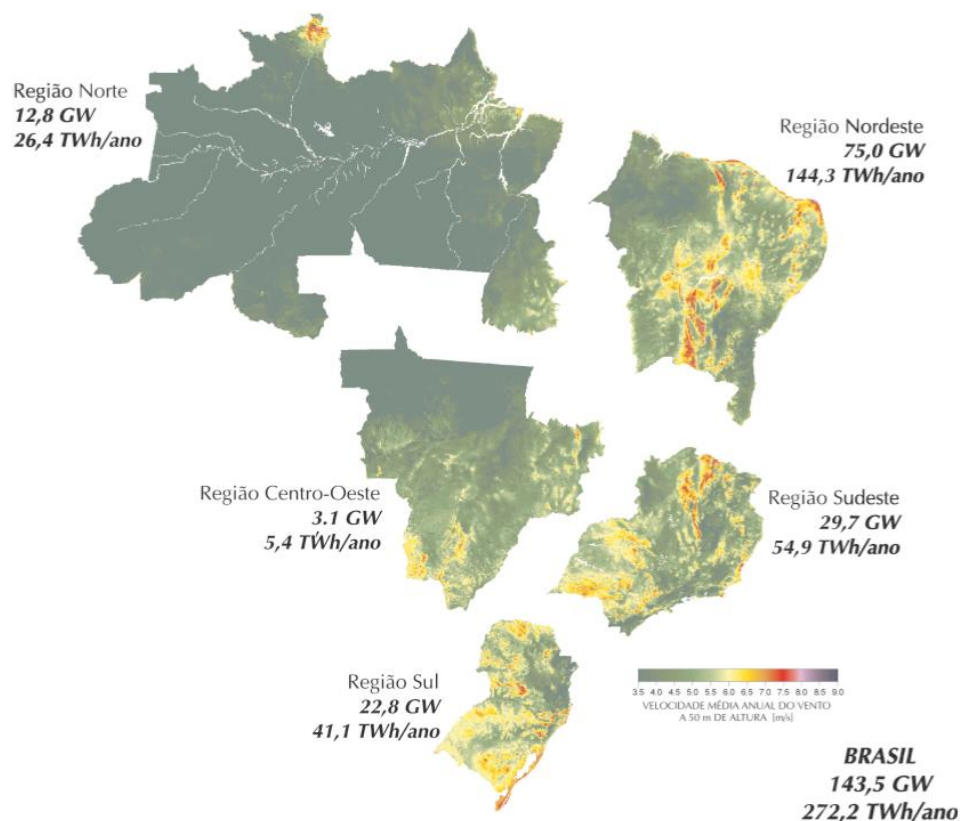 Região Norte
12,8 GW
26,4 TWh/ano
Região Nordeste
75,0 GW
144,3 TWh/ano
Região Centro-Oeste
3.1 GW
5,4 TWh/ano
Região Sudeste
29,7 GW
54,9 TWh/ano
Região Sul
22,8 GW
41,1 TWh/ano
3.5 4.0 4.5 5.0 5.5 6.0 6.5 7.0 7.5 8.0 8.5 9.0
VELOCIDADE MÉDIA ANUAL DO VENTO
A 50 m DE ALTURA [m/s]
BRASIL
143,5 GW
272,2 TWh/ano